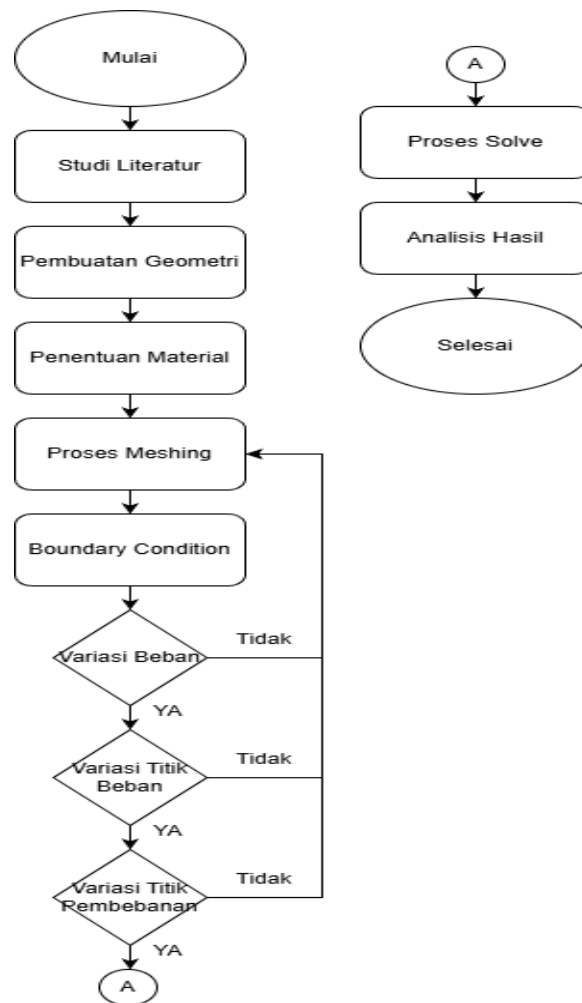 Mulai
Studi Literatur
Pembuatan Geometri
Penentuan Material
Proses Meshing
Boundary Condition
Variasi Beban
Tidak
YA
Variasi Titik
Beban
Tidak
YA
Variasi Titik
Pembebanan
Tidak
YA
A
A
Proses Solve
Analisis Hasil
Selesai